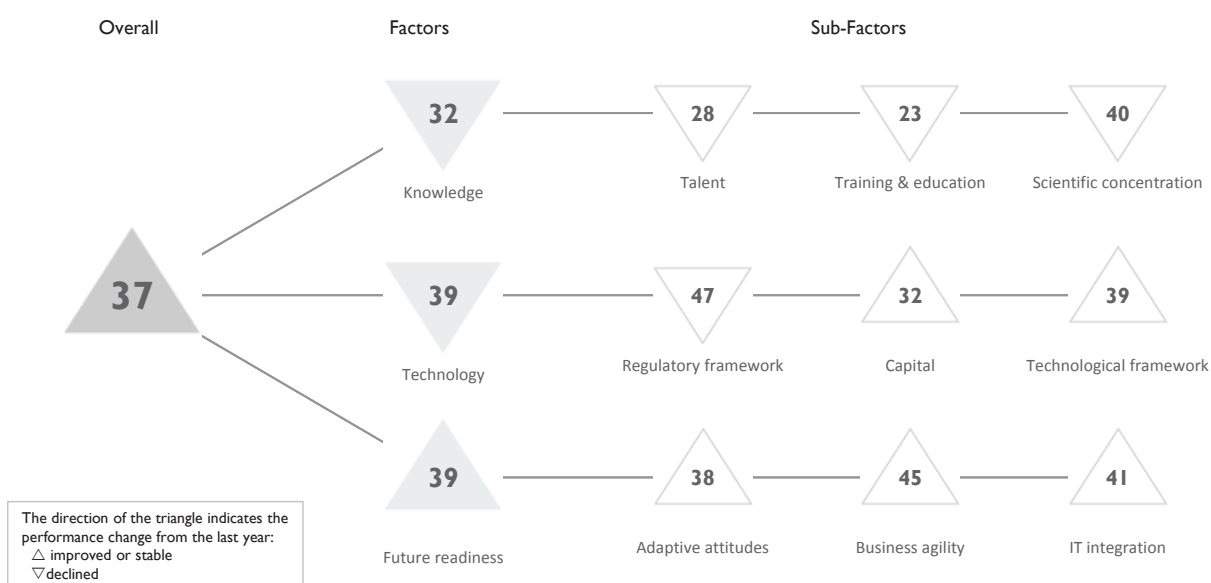 Overall
Factors
Sub-Factors
32
28
23
40
Knowledge
Talent
Training & education
Scientific concentration
37
39
47
32
39
Technology
Regulatory framework
Capital
Technological framework
39
38
45
41
Future readiness
Adaptive attitudes
Business agility
IT integration
The direction of the triangle indicates the
performance change from the last year:
△ improved or stable
▽declined